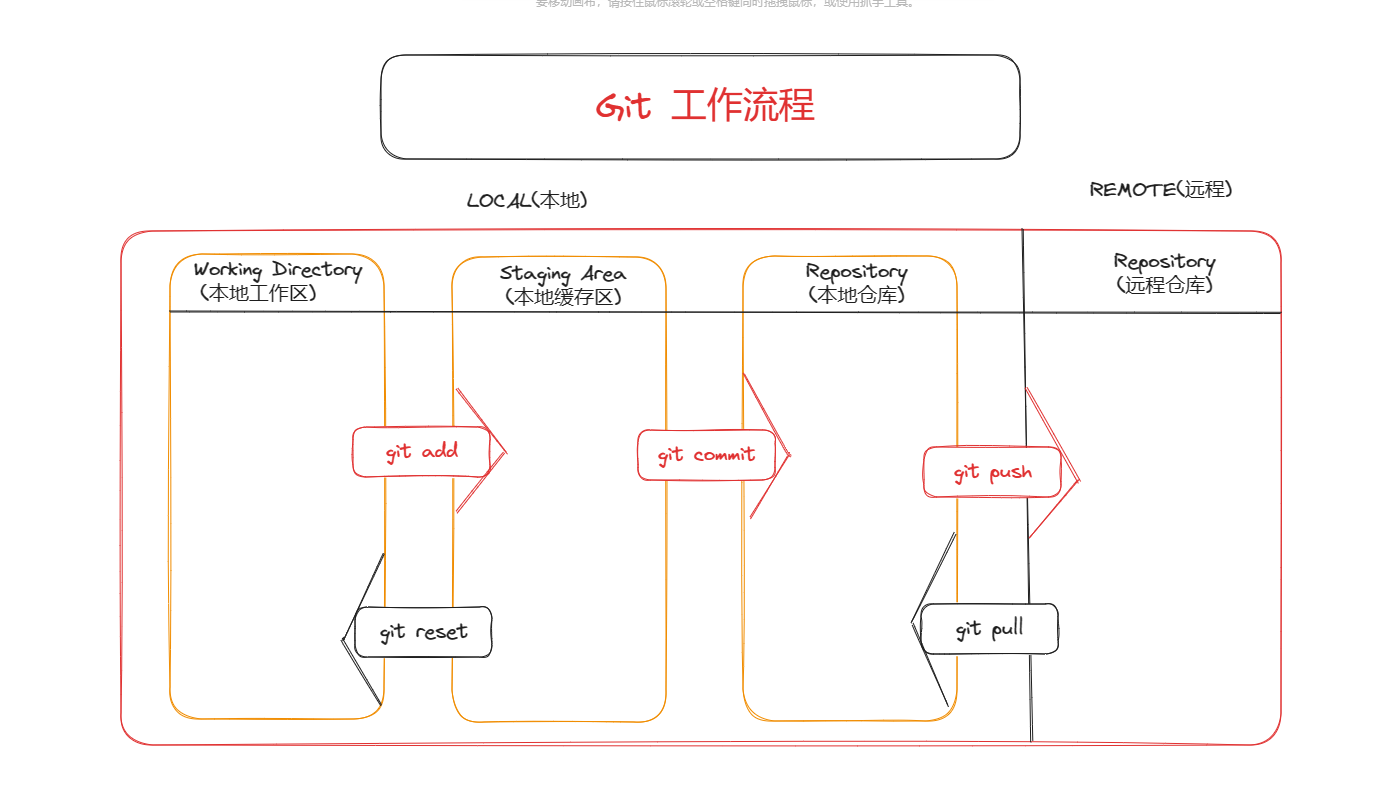 要移动画布，请按住鼠标滚轮或空格键同时拖拽鼠标，或使用抓手工具。
Git 工作流程
LOCAL(本地)
REMOTE(远程)
Working Directory
(本地工作区)
Staging Area
(本地缓存区)
Repository
(本地仓库)
Repository
(远程仓库)
git add
git commit
git push
git reset
git pull